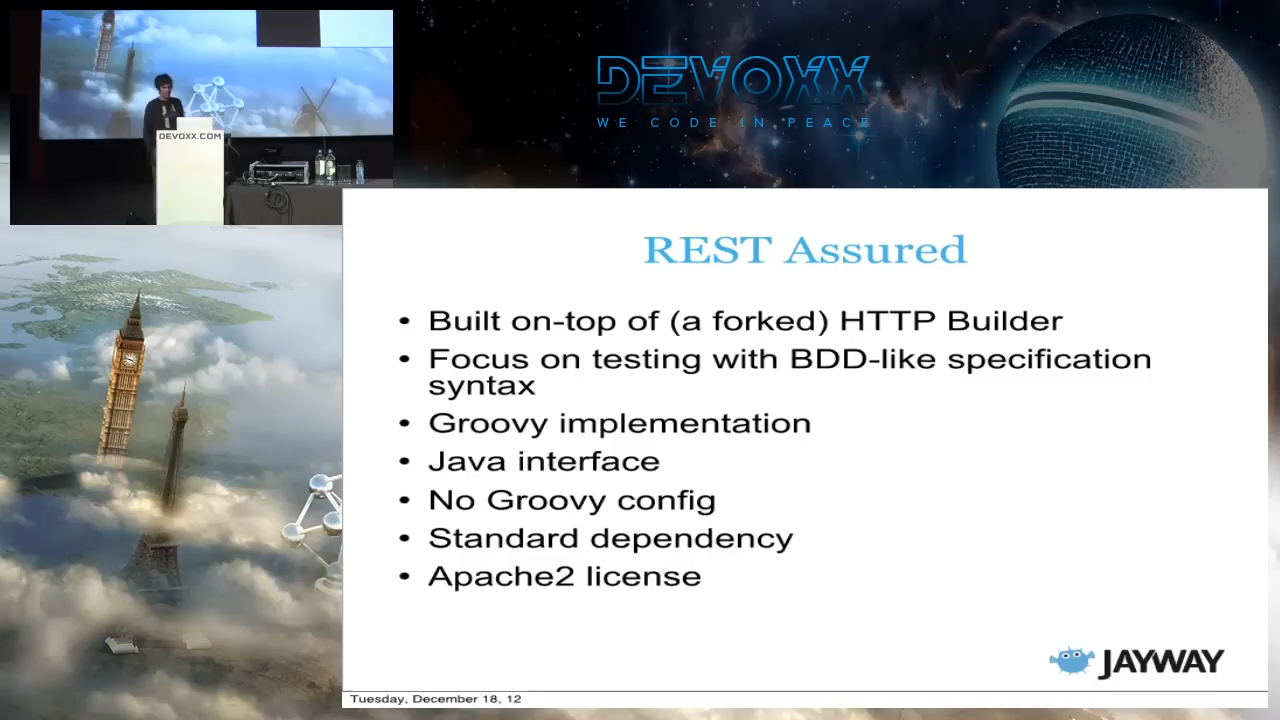 DEVOXX
WE CODE IN PEACE
DEVOXX.COM
REST Assured
• Built on-top of (a forked) HTTP Builder
• Focus on testing with BDD-like specification
syntax
• Groovy implementation
• Java interface
• No Groovy config
• Standard dependency
• Apache2 license
JAYWAY
Tuesday, December 18, 12